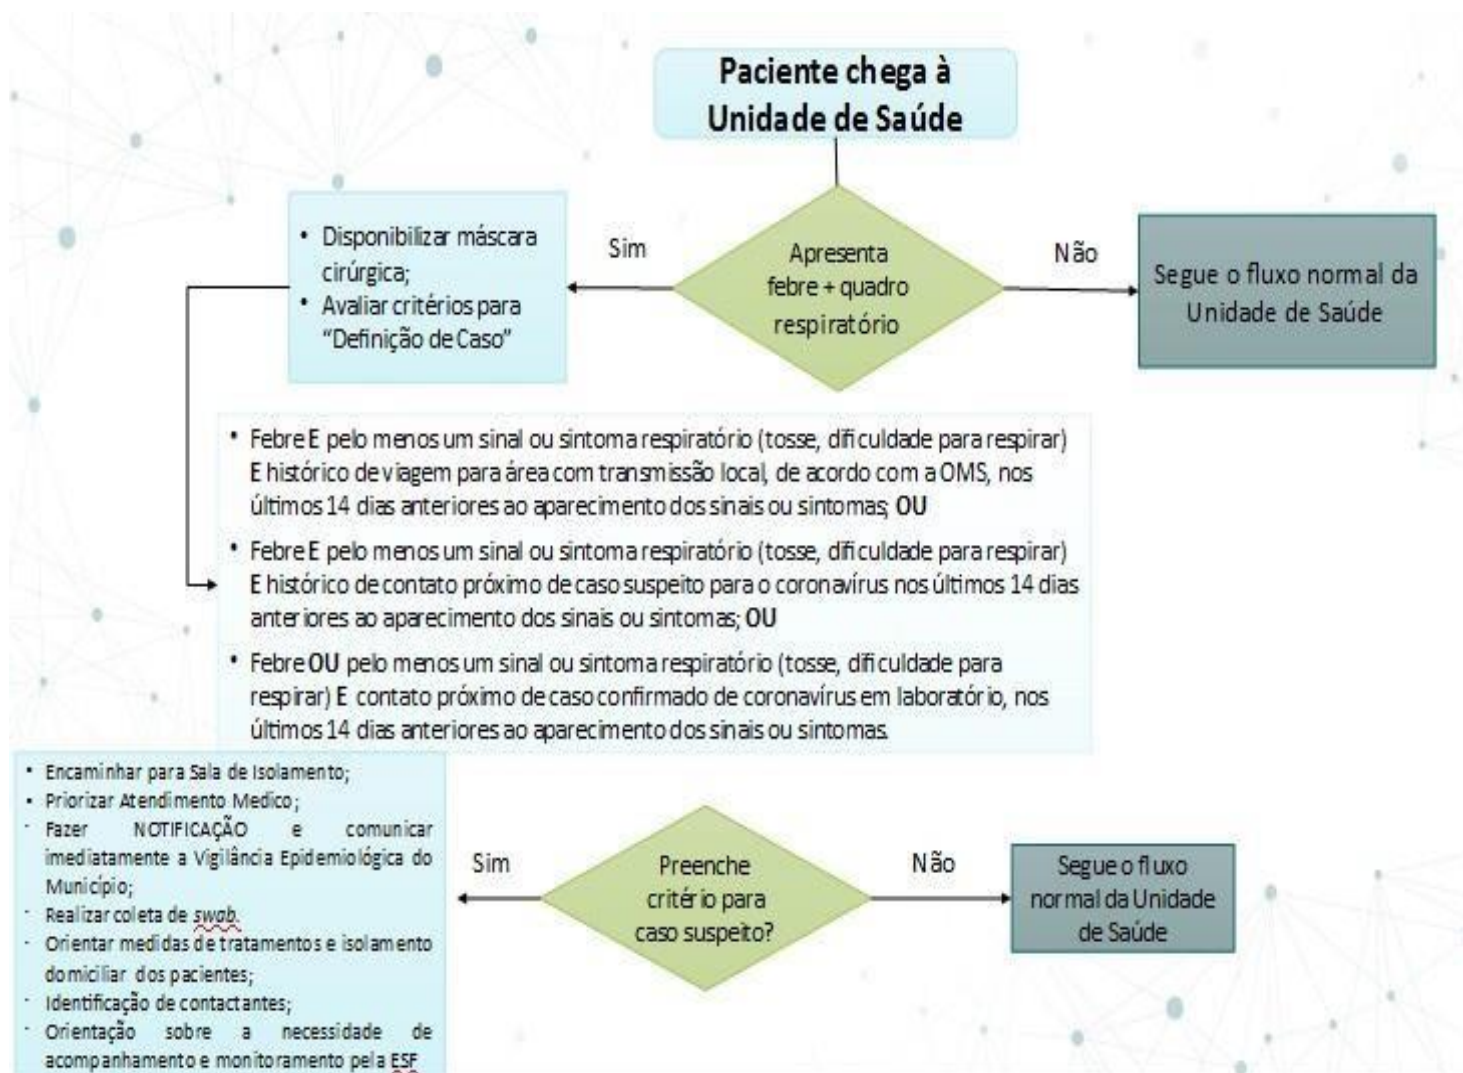 Paciente chega à
Unidade de Saúde
• Disponibilizar máscara
cirúrgica;
• Avaliar critérios para
“Definição de Caso”
Sim
Apresenta
febre + quadro
respiratório
Não
Segue o fluxo normal da
Unidade de Saúde
• Febre E pelo menos um sinal ou sintoma respiratório (tosse, dificuldade para respirar)
E histórico de viagem para área com transmissão local, de acordo com a OMS, nos
últimos 14 dias anteriores ao aparecimento dos sinais ou sintomas; OU
• Febre E pelo menos um sinal ou sintoma respiratório (tosse, dificuldade para respirar)
E histórico de contato próximo de caso suspeito para o coronavírus nos últimos 14 dias
anteriores ao aparecimento dos sinais ou sintomas; OU
• Febre OU pelo menos um sinal ou sintoma respiratório (tosse, dificuldade para
respirar) E contato próximo de caso confirmado de coronavírus em laboratório, nos
últimos 14 dias anteriores ao aparecimento dos sinais ou sintomas.
• Encaminhar para Sala de Isolamento;
• Priorizar Atendimento Medico;
- Fazer NOTIFICAÇÃO e comunicar
imediatamente a Vigilância Epidemiológica do
Município;
- Realizar coleta de swab.
- Orientar medidas de tratamentos e isolamento
domiciliar dos pacientes;
- Identificação de contactantes;
- Orientação sobre a necessidade de
acompanhamento e monitoramento pela ESF
Sim
Preenche
critério para
caso suspeito?
Não
Segue o fluxo
normal da Unidade
de Saúde